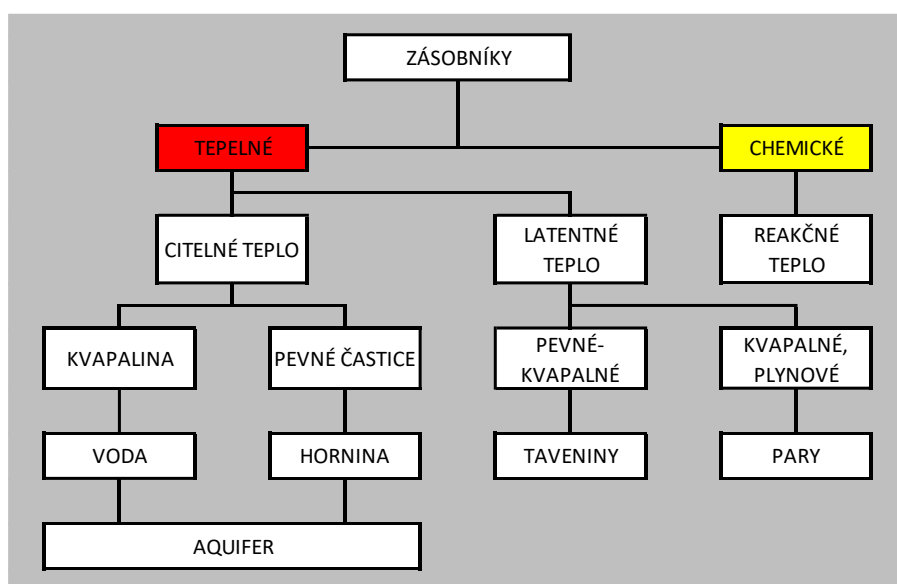 ZÁSOBNÍKY
TEPELNÉ
CHEMICKÉ
CITELNÉ TEPLO
LATENTNÉ
TEPLO
REAKČNÉ
TEPLO
KVAPALINA
PEVNÉ ČASTICE
PEVNÉ-
KVAPALNÉ
KVAPALNÉ,
PLYNOVÉ
VODA
HORNINA
TAVENINY
PARY
AQUIFER